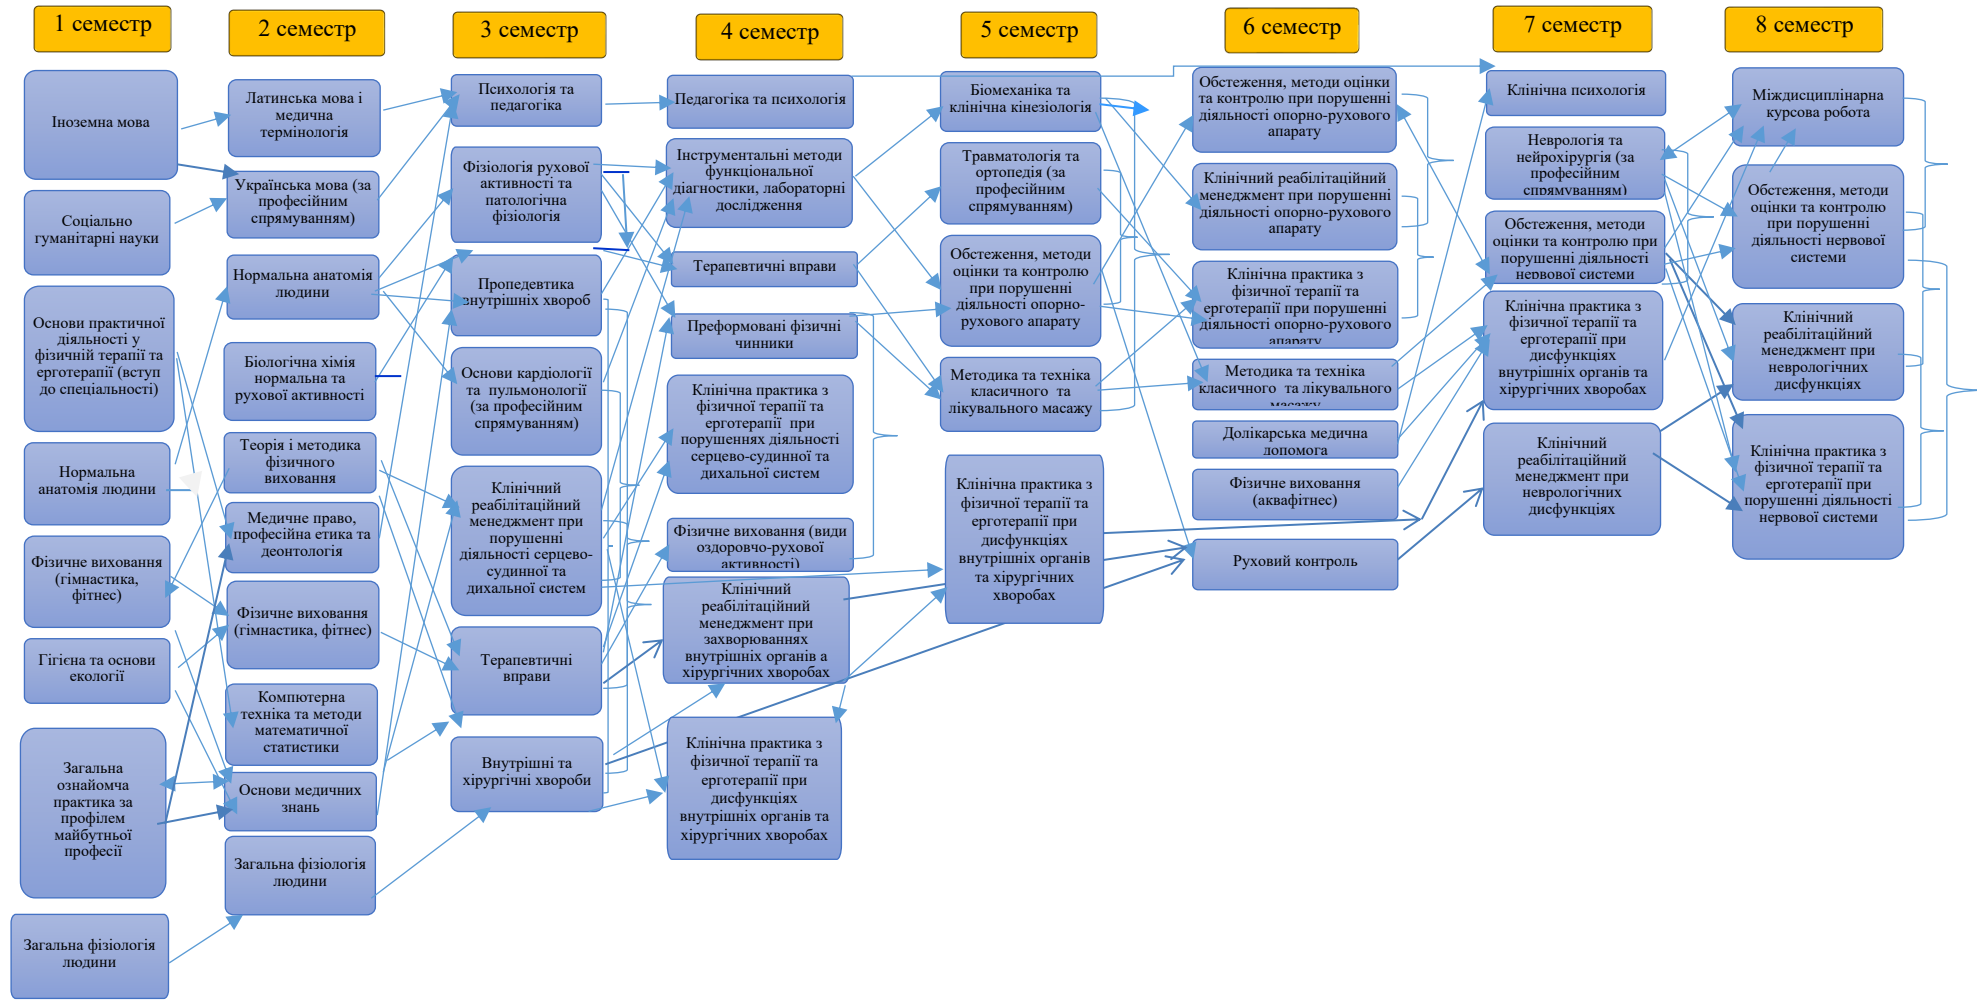 1 семестр
2 семестр
3 семестр
4 семестр
5 семестр
6 семестр
7 семестр
8 семестр
Іноземна мова
Соціально
гуманітарні науки
Основи практичної
діяльності у
фізичній терапії та
ерготерапії (вступ
до спеціальності)
Нормальна
анатомія людини
Фізичне виховання
(гімнастика,
фітнес)
Гігієна та основи
екології
Загальна
ознайомча
практика за
профілем
майбутньої
професії
Загальна фізіологія
людини
Латинська мова і
медична
термінологія
Українська мова (за
професійним
спрямуванням)
Нормальна анатомія
людини
Біологична хімія
нормальна та
рухової активності
Теорія і методика
фізичного
виховання
Медичне право,
професійна етика та
деонтологія
Фізичне виховання
(гімнастика, фітнес)
Компютерна
техніка та методи
математичної
статистики
Основи медичних
знань
Загальна фізіологія
людини
Психологія та
педагогіка
Фізіологія рухової
активності та
патологічна
фізіологія
Пропедевтика
внутрішніх хвороб
Основи кардіології
та пульмонології
(за професійним
спрямуванням)
Клінічний
реабілітаційний
менеджмент при
порушенні
діяльності серцево-
судинної та
дихальної систем
Терапевтичні
вправи
Внутрішні та
хірургічні хвороби
Педагогіка та психологія
Інструментальні методи
функціональної
діагностики, лабораторні
дослідження
Терапевтичні вправи
Преформовані фізичні
чинники
Клінічна практика з
фізичної терапії та
ерготерапії при
порушеннях діяльності
серцево-судинної та
дихальної систем
Фізичне виховання (види
оздоровчо-рухової
активності)
Клінічний
реабілітаційний
менеджмент при
захворюваннях
внутрішніх органів а
хірургічних хворобах
Клінічна практика з
фізичної терапії та
ерготерапії при
дисфункціях
внутрішніх органів та
хірургічних хворобах
Біомеханіка та
клінічна кінезіологія
Травматологія та
ортопедія (за
професійним
спрямуванням)
Обстеження, методи
оцінки та контролю
при порушенні
діяльності опорно-
рухового апарату
Методика та техніка
класичного та
лікувального масажу
Клінічна практика з
фізичної терапії та
ерготерапії при
дисфункціях
внутрішніх органів
та хірургічних
хворобах
Обстеження, методи оцінки
та контролю при порушенні
діяльності опорно-рухового
апарату
Клінічний реабілітаційний
менеджмент при порушенні
діяльності опорно-рухового
апарату
Клінічна практика з
фізичної терапії та
ерготерапії при порушенні
діяльності опорно-рухового
апарату
Методика та техніка
класичного та лікувального
масажу
Долікарська медична
допомога
Фізичне виховання
(аквафітнес)
Руховий контроль
Клінічна психологія
Неврологія та
нейрохірургія (за
професійним
спрямуванням)
Обстеження, методи
оцінки та контролю при
порушенні діяльності
нервової системи
Клінічна практика з
фізичної терапії та
ерготерапії при
дисфункціях
внутрішніх органів та
хірургічних хворобах
Клінічний
реабілітаційний
менеджмент при
неврологічних
дисфункціях
Міждисциплінарна
курсова робота
Обстеження, методи
оцінки та контролю
при порушенні
діяльності нервової
системи
Клінічний
реабілітаційний
менеджмент при
неврологічних
дисфункціях
Клінічна практика з
фізичної терапії та
ерготерапії при
порушенні діяльності
нервової системи